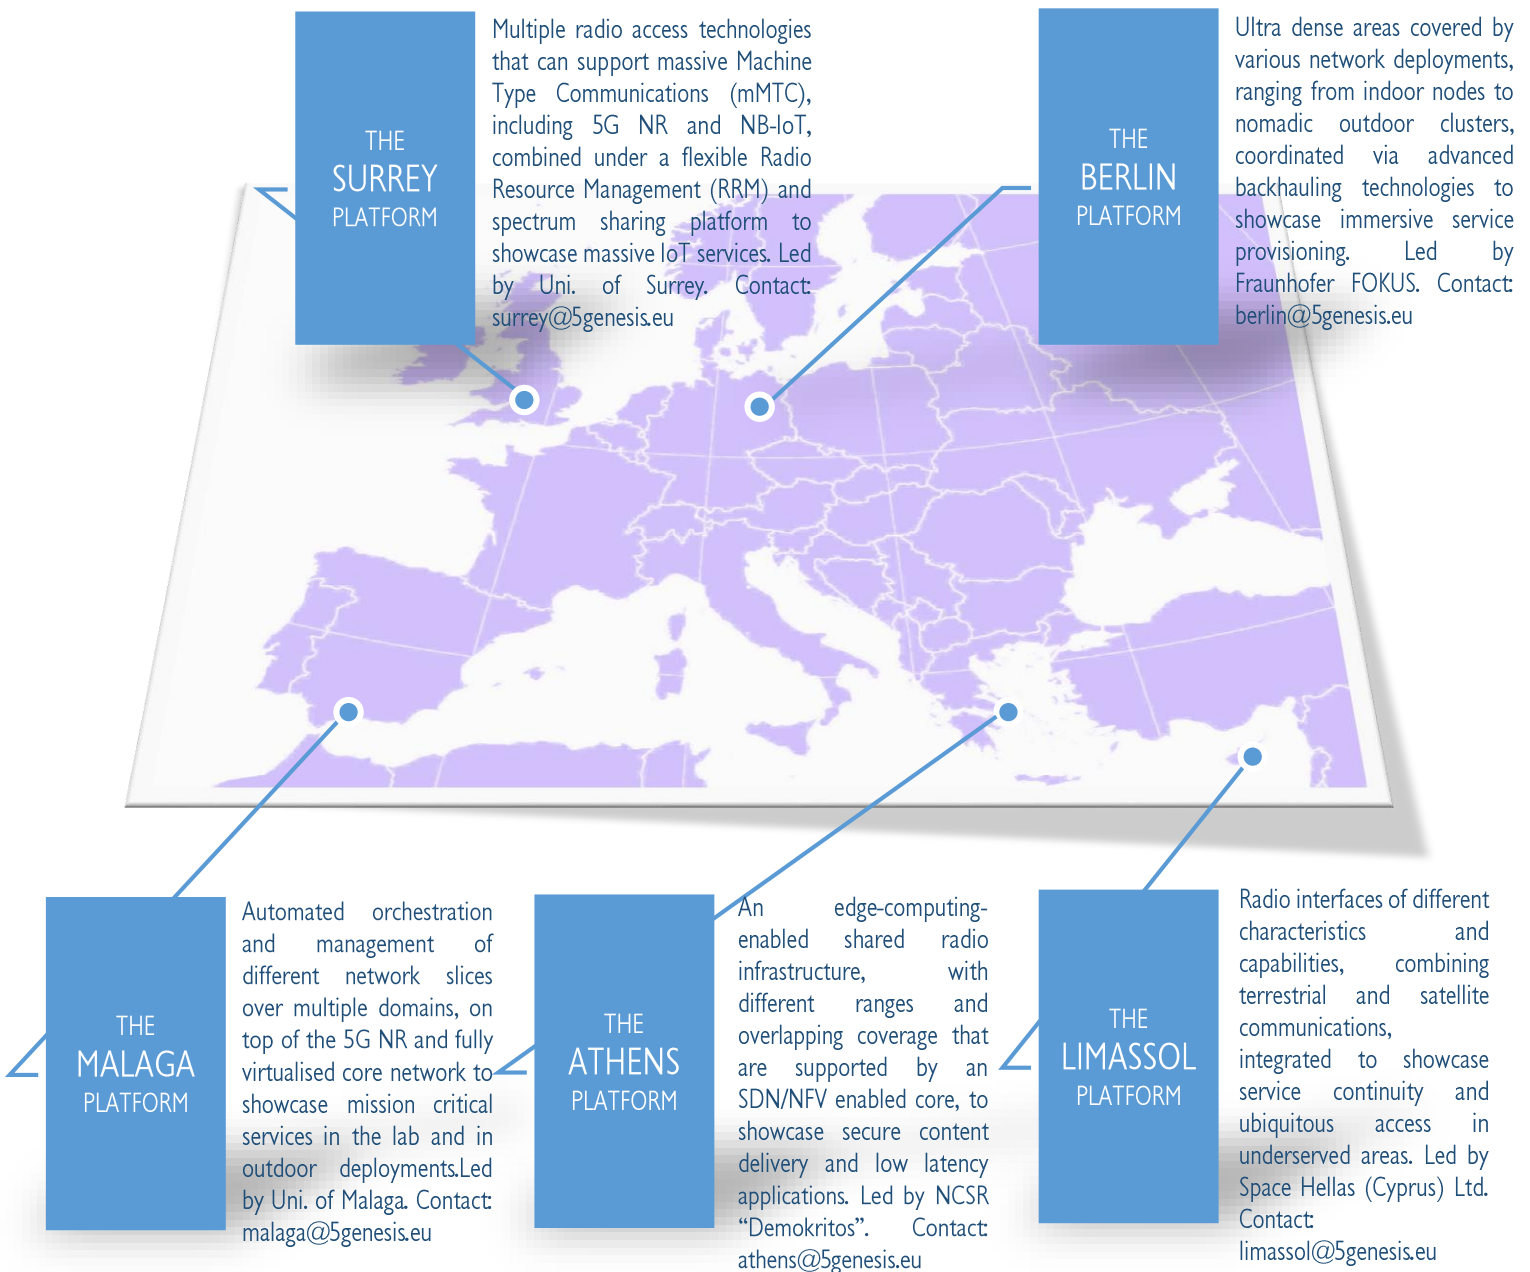 THE
SURREY
PLATFORM
Multiple radio access technologies
that can support massive Machine
Type Communications (mMTC),
including 5G NR and NB-IoT,
combined under a flexible Radio
Resource Management (RRM) and
spectrum sharing platform to
showcase massive IoT services. Led
by Uni. of Surrey. Contact:
surrey@5genesis.eu
THE
BERLIN
PLATFORM
Ultra dense areas covered by
various network deployments,
ranging from indoor nodes to
nomadic outdoor clusters,
coordinated via advanced
backhauling technologies to
showcase immersive service
provisioning. Led by
Fraunhofer FOKUS. Contact:
berlin@5genesis.eu
THE
MALAGA
PLATFORM
Automated orchestration
and management of
different network slices
over multiple domains, on
top of the 5G NR and fully
virtualised core network to
showcase mission critical
services in the lab and in
outdoor deployments.Led
by Uni. of Malaga. Contact:
malaga@5genesis.eu
THE
ATHENS
PLATFORM
An edge-computing-
enabled shared radio
infrastructure, with
different ranges and
overlapping coverage that
are supported by an
SDN/NFV enabled core, to
showcase secure content
delivery and low latency
applications. Led by NCSR
“Demokritos”. Contact:
athens@5genesis.eu
THE
LIMASSOL
PLATFORM
Radio interfaces of different
characteristics and
capabilities, combining
terrestrial and satellite
communications,
integrated to showcase
service continuity and
ubiquitous access in
underserved areas. Led by
Space Hellas (Cyprus) Ltd.
Contact:
limassol@5genesis.eu